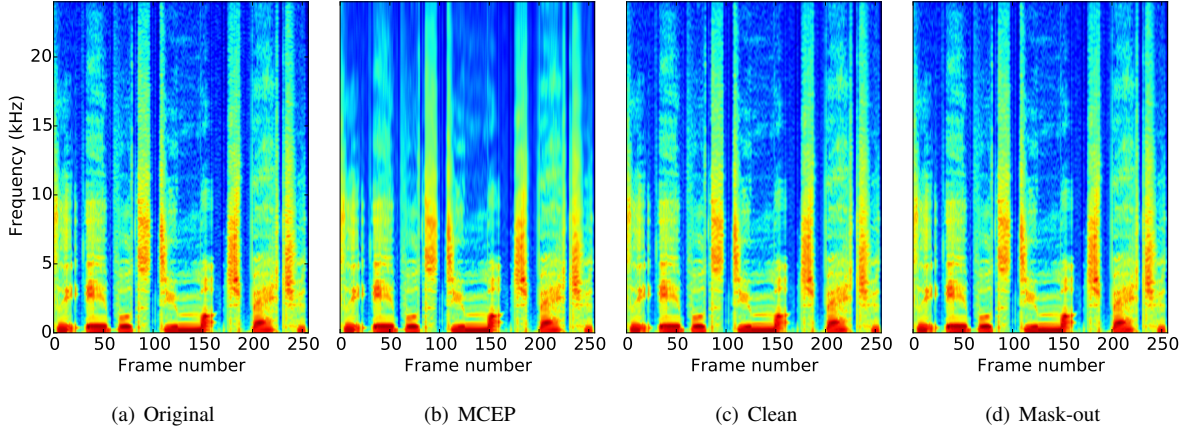 20
15
10
5
0
Frequency (kHz)
0 50 100 150 200 250
Frame number
0 50 100 150 200 250
Frame number
0 50 100 150 200 250
Frame number
0 50 100 150 200 250
Frame number
(a) Original
(b) MCEP
(c) Clean
(d) Mask-out